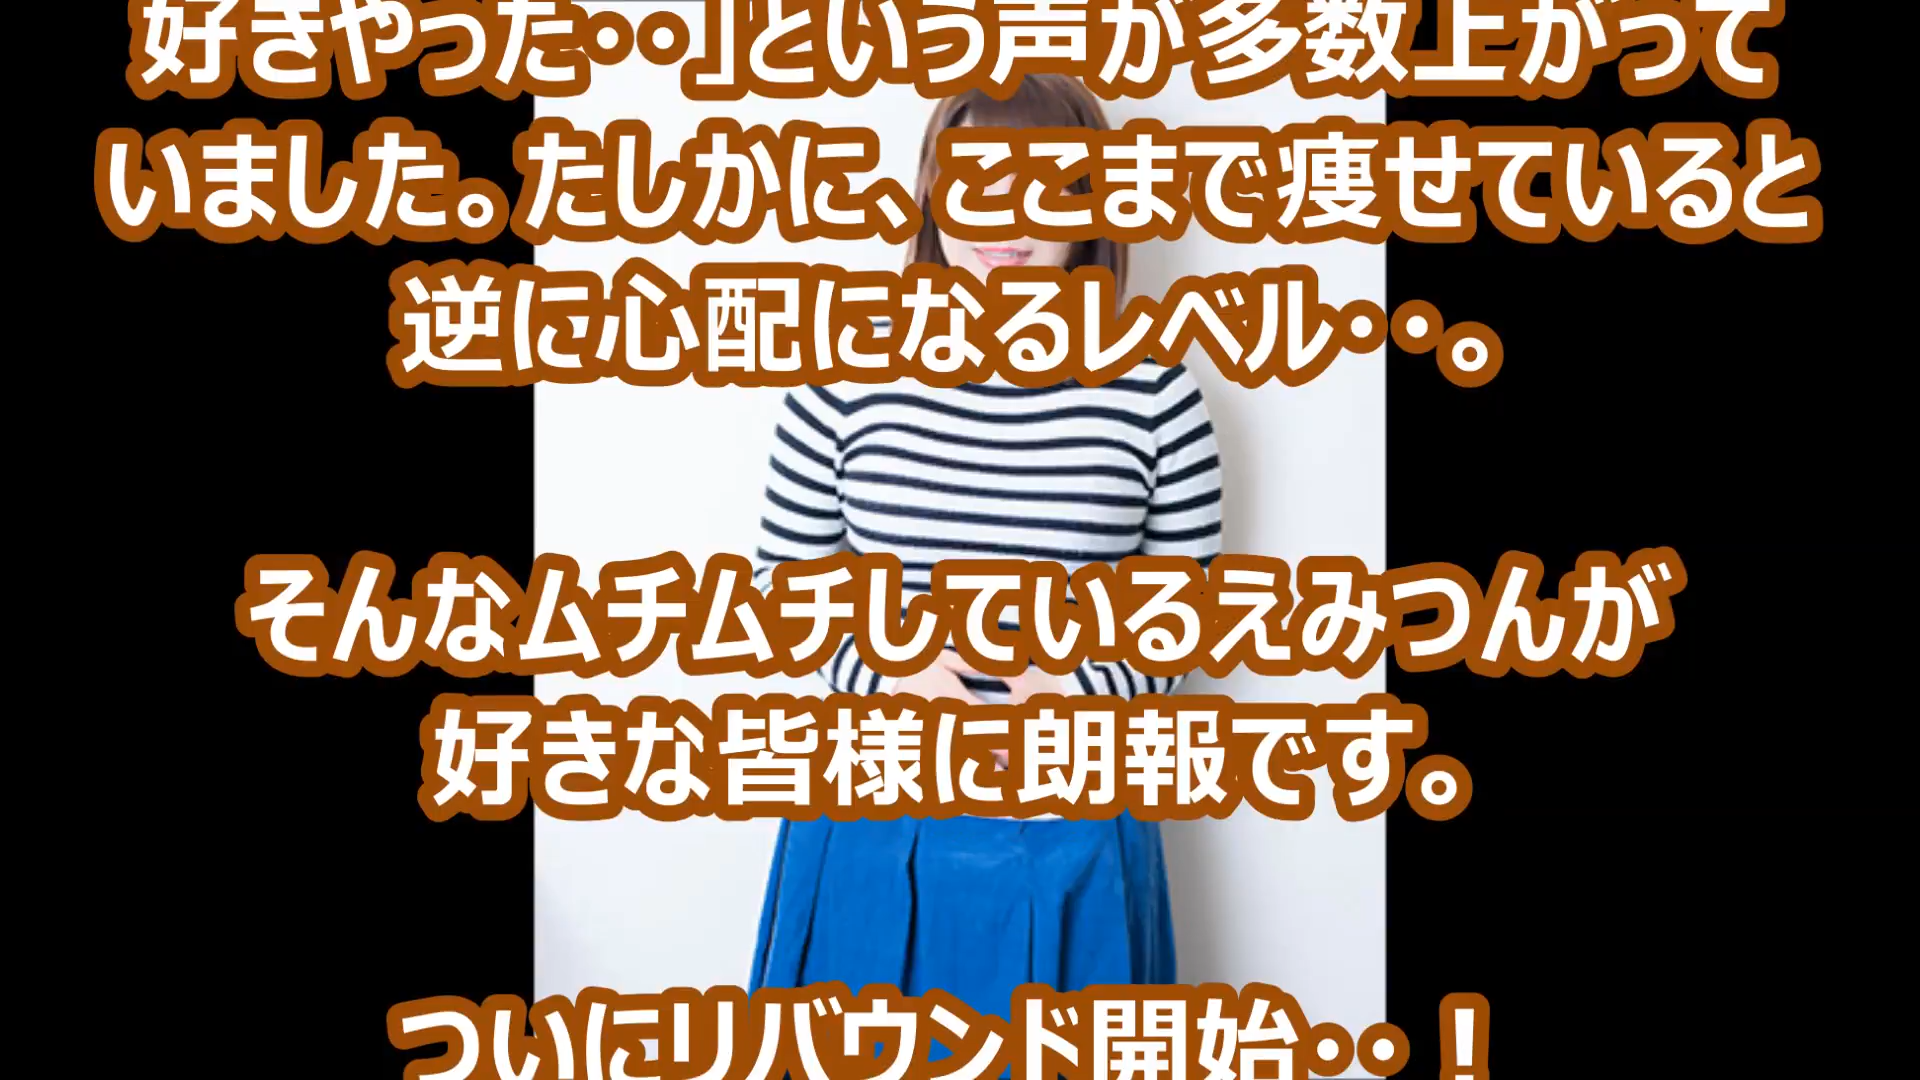 好きやった・・」という声が多数上がって
いました。たしかに、ここまで痩せていると
逆に心配になるレベル・・。
そんなムチムチしているえみつんが
好きな皆様に朗報です。
ついにリバウンド開始・・！